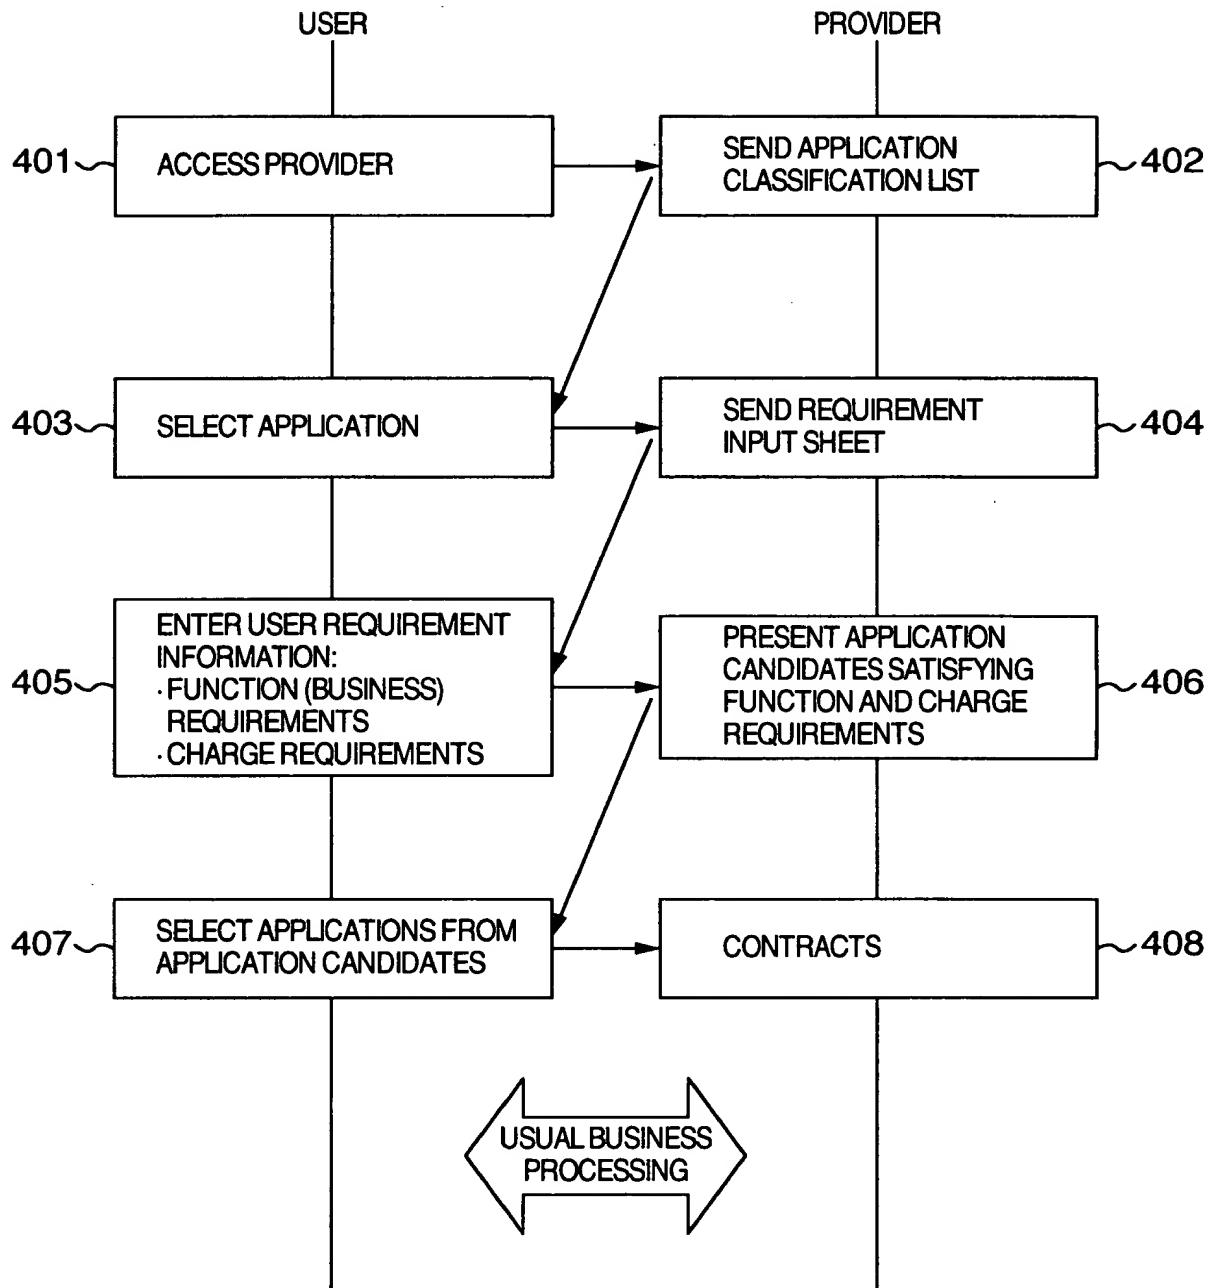 USER
PROVIDER
401
ACCESS PROVIDER
SEND APPLICATION
CLASSIFICATION LIST
402
403
SELECT APPLICATION
SEND REQUIREMENT
INPUT SHEET
404
405
ENTER USER REQUIREMENT
INFORMATION:
· FUNCTION (BUSINESS)
REQUIREMENTS
· CHARGE REQUIREMENTS
PRESENT APPLICATION
CANDIDATES SATISFYING
FUNCTION AND CHARGE
REQUIREMENTS
406
407
SELECT APPLICATIONS FROM
APPLICATION CANDIDATES
CONTRACTS
408
USUAL BUSINESS
PROCESSING